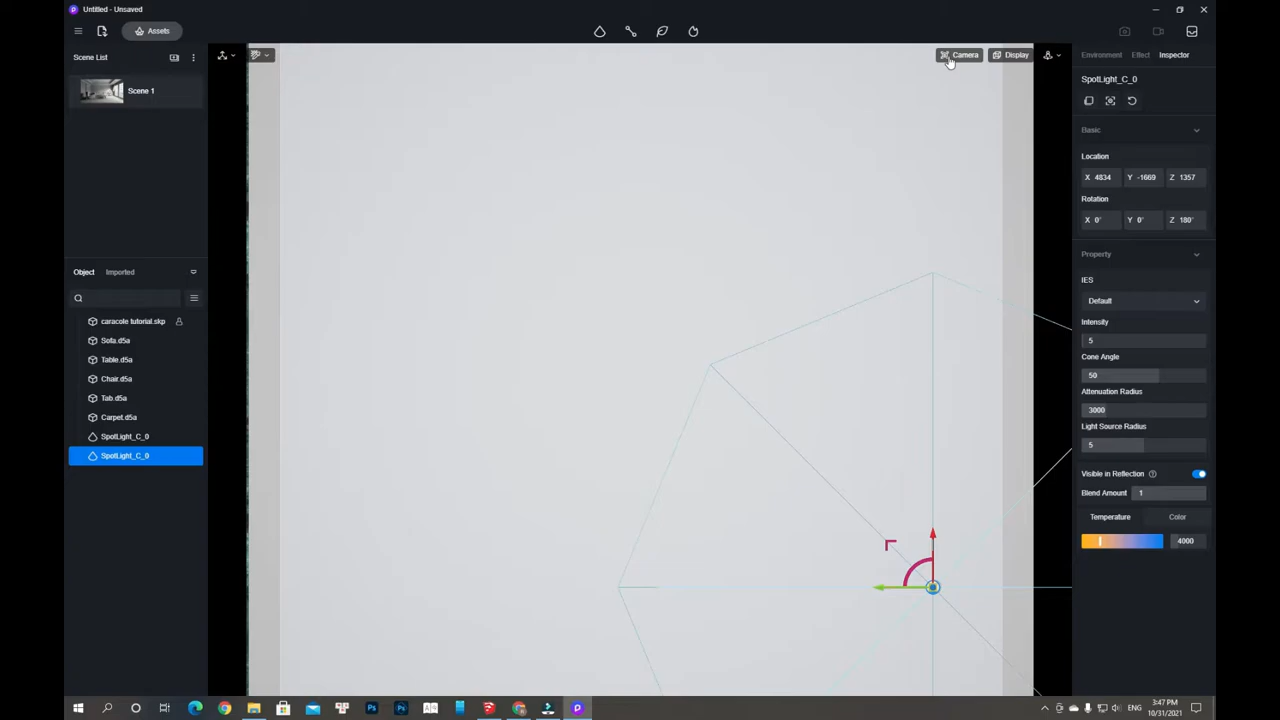 Untitled - Unsaved
Assets
Scene List
Scene 1
Object
Imported
caracole tutorial.skp
Sofa.d5a
Table.d5a
Chair.d5a
Tab.d5a
Carpet.d5a
SpotLight_C_0
SpotLight_C_0
Camera
Display
Environment
Effect
Inspector
SpotLight_C_0
Basic
Location
X 4834 Y -1669 Z 1357
Rotation
X 0° Y 0° Z 180°
Property
IES
Default
Intensity
5
Cone Angle
50
Attenuation Radius
3000
Light Source Radius
5
Visible in Reflection
Blend Amount 1
Temperature Color
4000
ENG
3:47 PM
10/31/2021